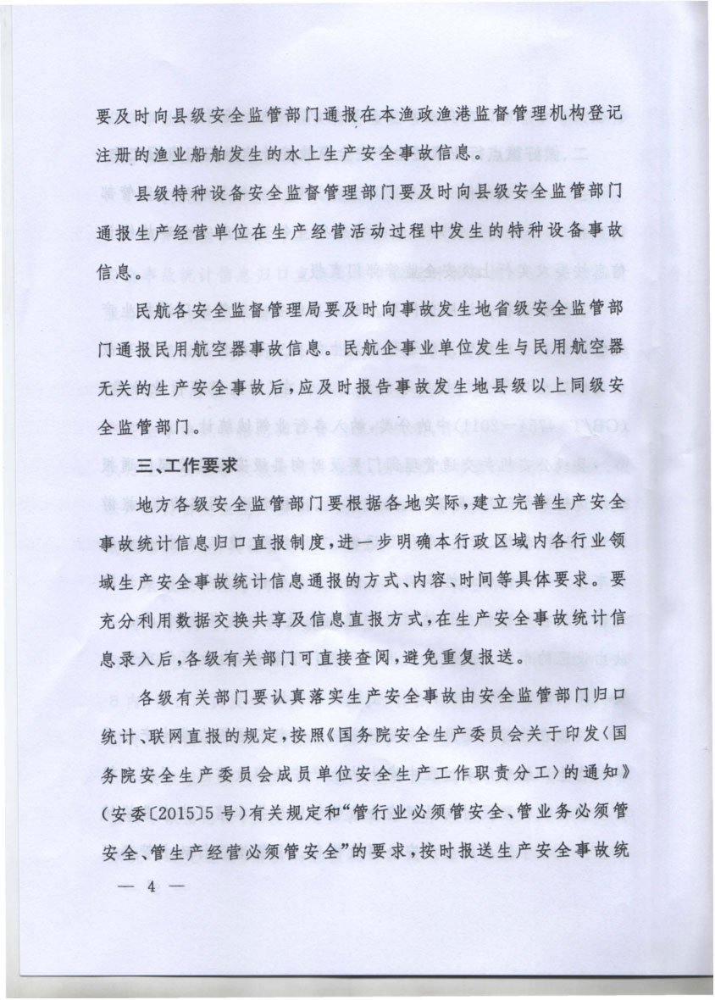 要及时向县级安全监管部门通报在本渔政渔港监督管理机构登记
注册的渔业船舶发生的水上生产安全事故信息。
县级特种设备安全监督管理部门要及时向县级安全监管部门
通报生产经营单位在生产经营活动过程中发生的特种设备事故
信息。
民航各安全监督管理局要及时向事故发生地省级安全监管部
门通报民用航空器事故信息。民航企事业单位发生与民用航空器
无关的生产安全事故后,应及时报告事故发生地县级以上同级安
全监管部门。
三、工作要求
地方各级安全监管部门要根据各地实际,建立完善生产安全
事故统计信息归口直报制度,进一步明确本行政区域内各行业领
域生产安全事故统计信息通报的方式、内容、时间等具体要求。要
充分利用数据交换共享及信息直报方式,在生产安全事故统计信
息录入后,各级有关部门可直接查阅,避免重复报送。
各级有关部门要认真落实生产安全事故由安全监管部门归口
统计、联网直报的规定,按照《国务院安全生产委员会关于印发〈国
务院安全生产委员会成员单位安全生产工作职责分工〉的通知》
(安委〔2015〕5号)有关规定和“管行业必须管安全、管业务必须管
安全、管生产经营必须管安全”的要求,按时报送生产安全事故统
— 4 —